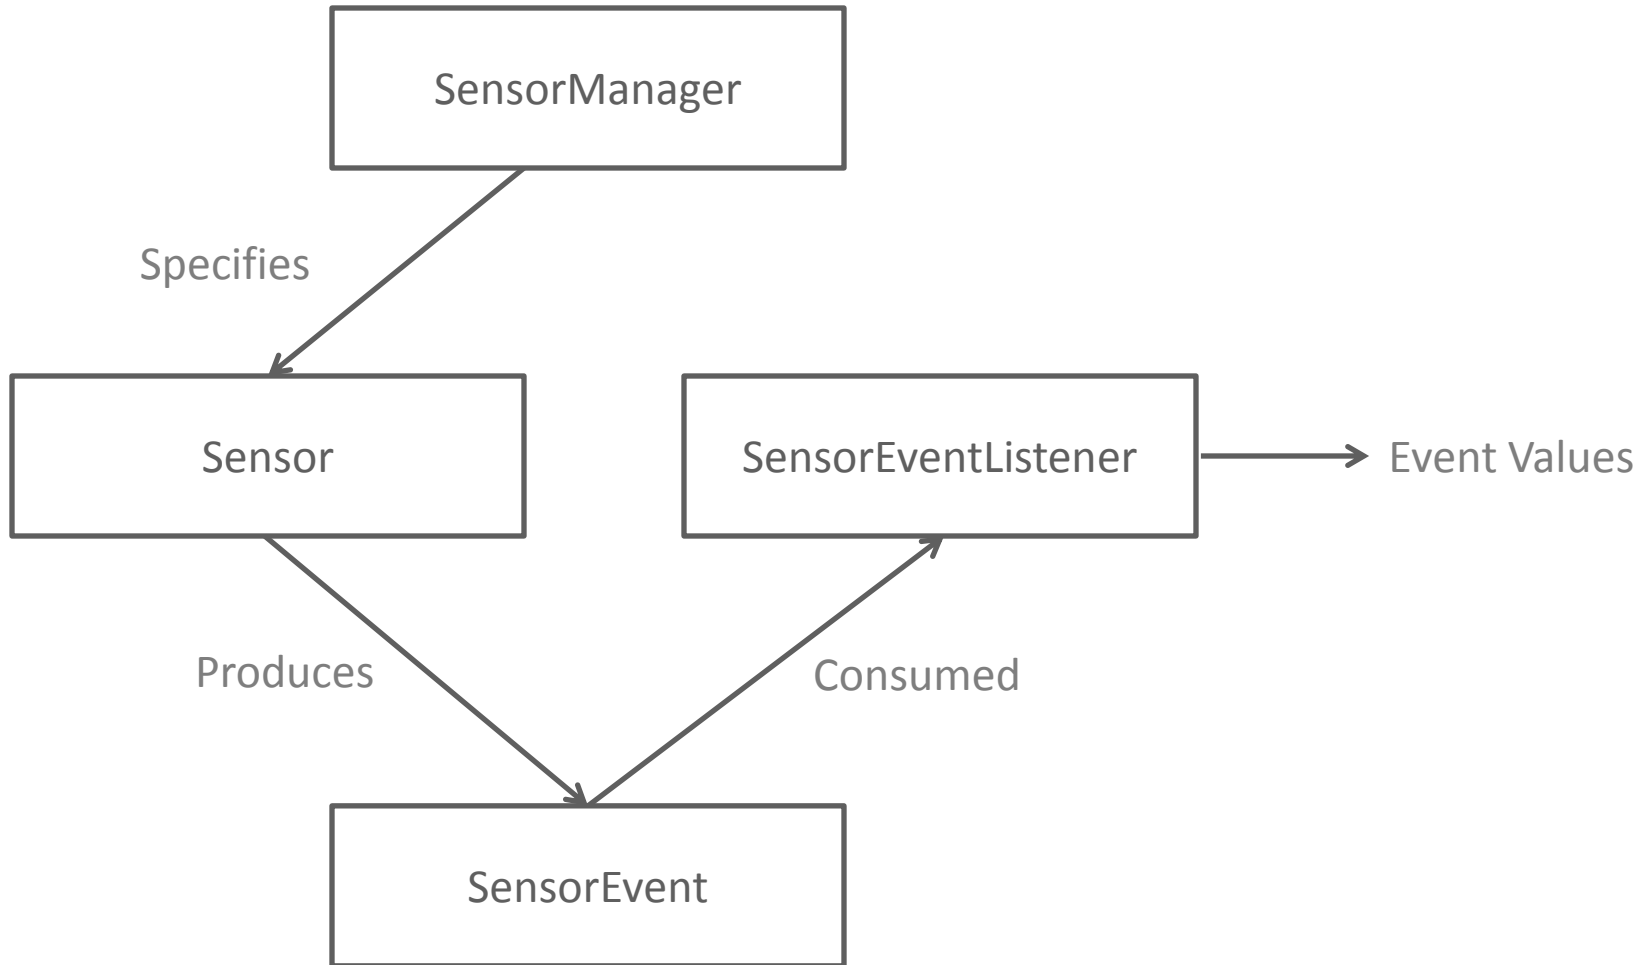 SensorManager
Specifies
Sensor
SensorEventListener
Event Values
Produces
Consumed
SensorEvent